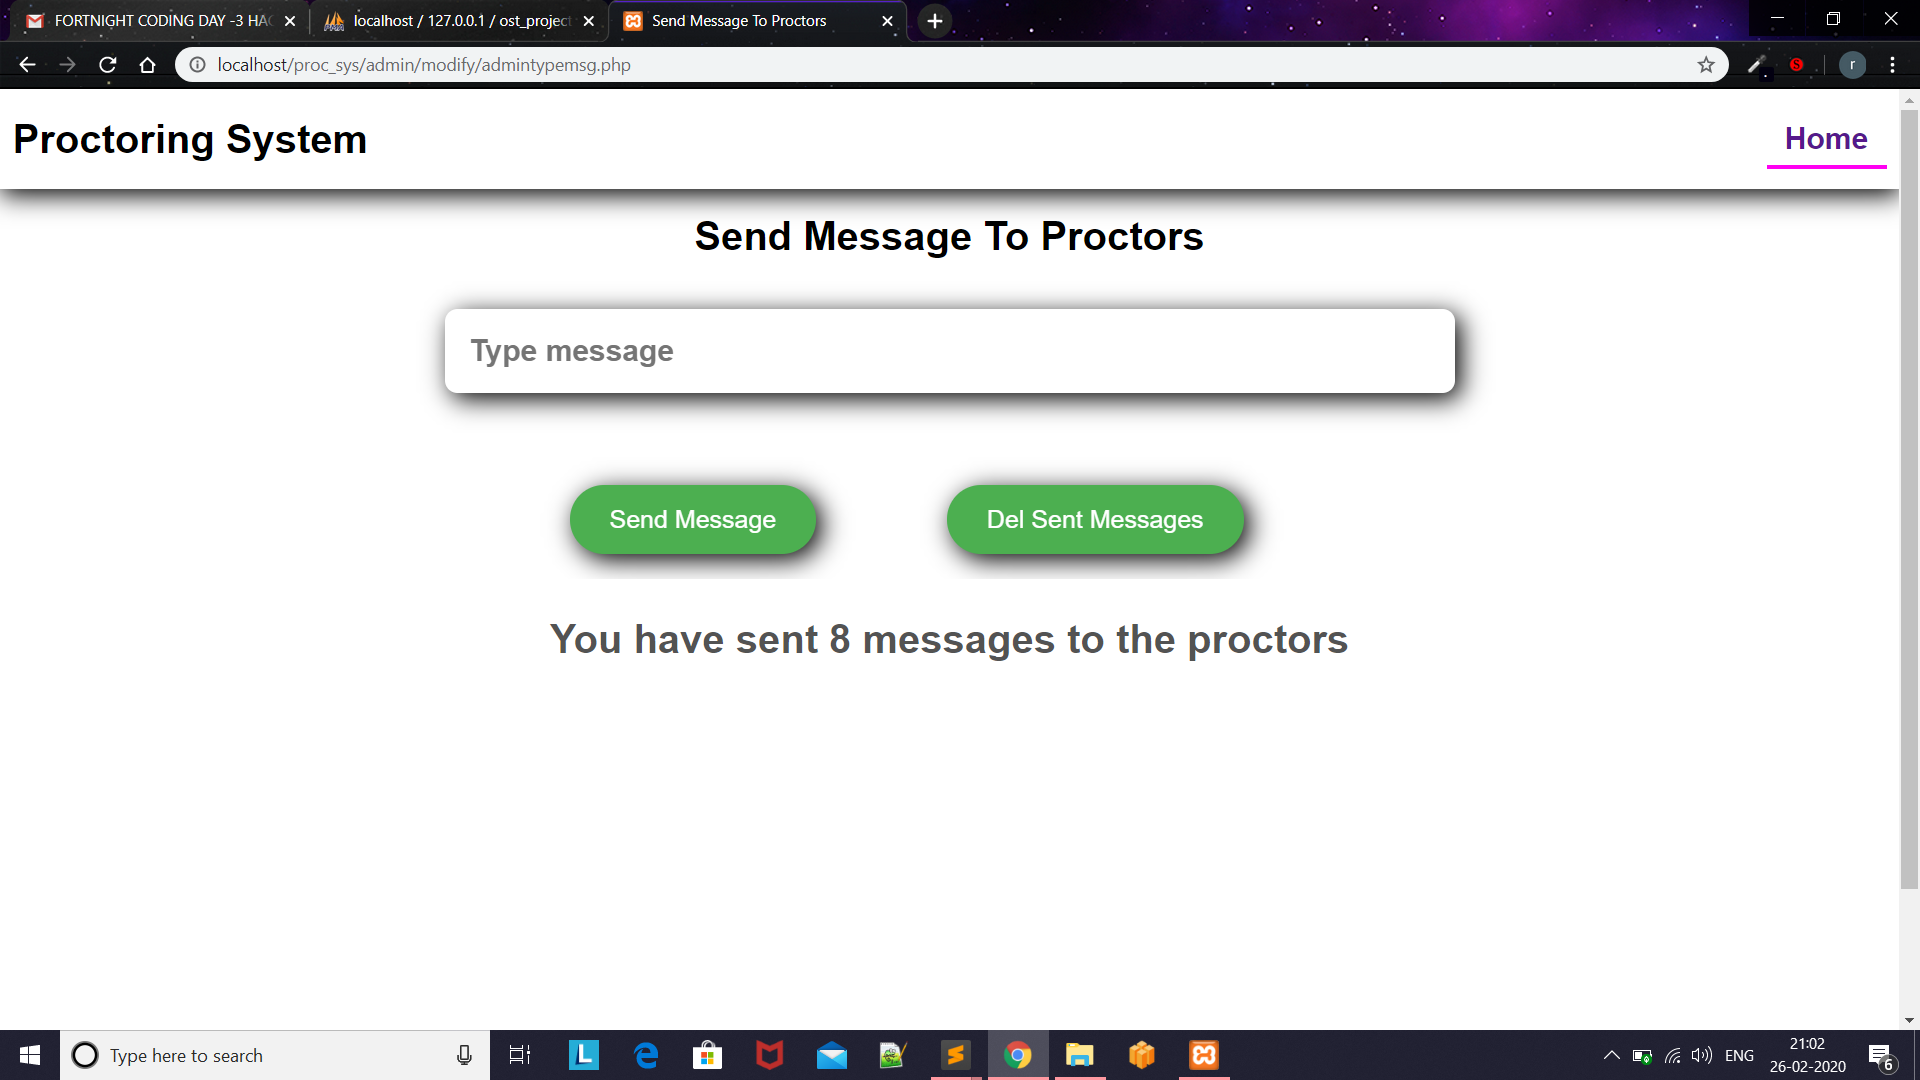 FORTNIGHT CODING DAY -3 HAC
localhost / 127.0.0.1 / ost_project
Send Message To Proctors
localhost/proc_sys/admin/modify/admintypemsg.php
r
Proctoring System
Home
Send Message To Proctors
Type message
Send Message
Del Sent Messages
You have sent 8 messages to the proctors
Type here to search
ENG
21:02
26-02-2020
6